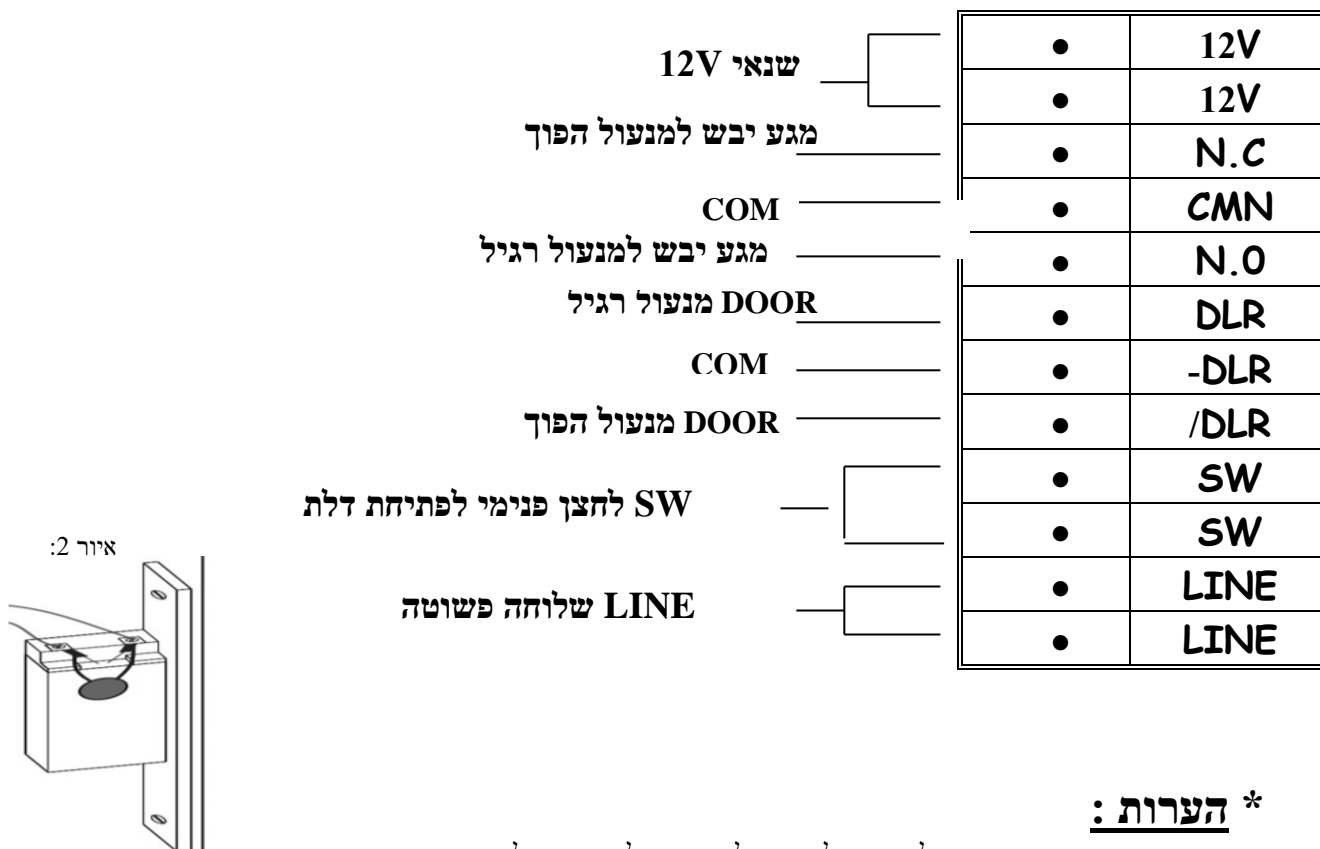 12V
שנאי 12V
12V
מגע יבש למנעול הפוך
N.C
COM
CMN
מגע יבש למנעול רגיל
N.0
DOOR מנעול רגיל
DLR
COM
-DLR
DOOR מנעול הפוך
/DLR
SW
SW לחצן פנימי לפתיחת דלת
SW
איור 2:
LINE
LINE שלוחה פשוטה
LINE
* הערות :